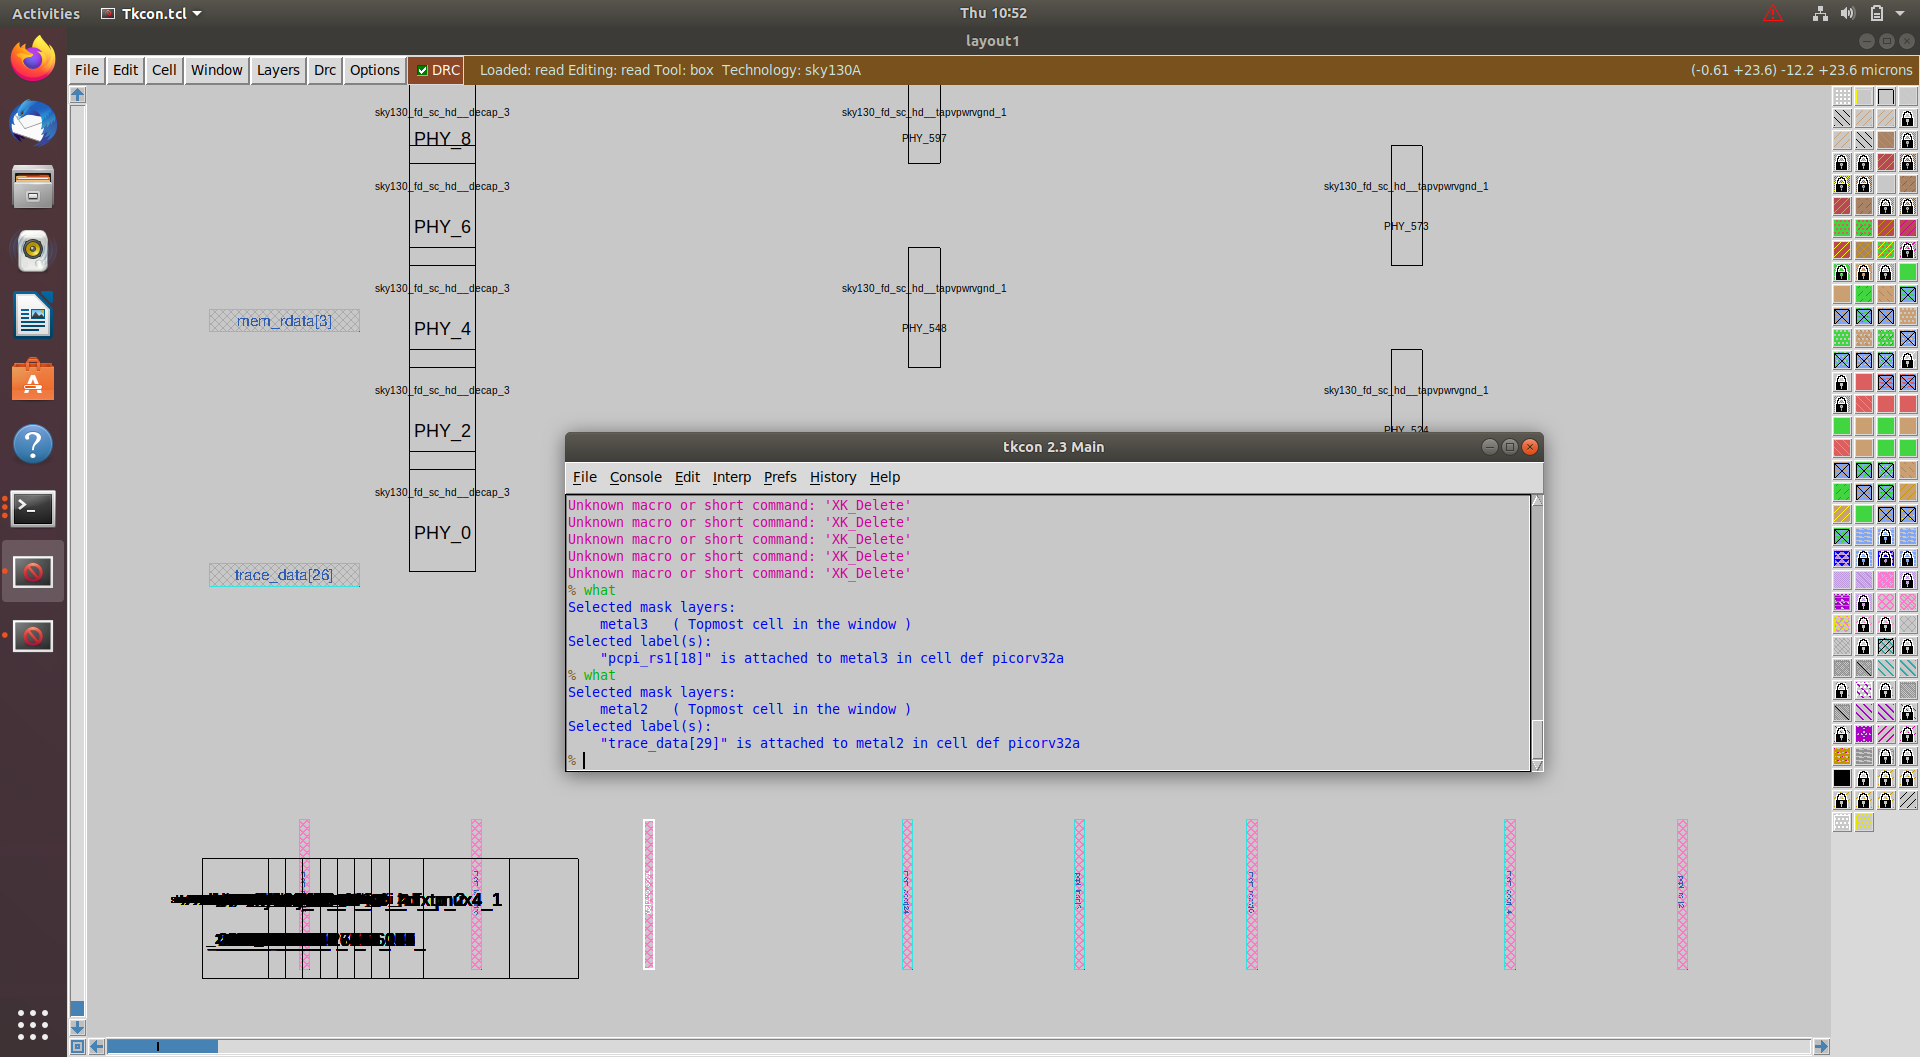 Activities
Tkcon.tcl
Thu 10:52
layout1
File
Edit
Cell
Window
Layers
Drc
Options
DRC
Loaded: read Editing: read Tool: box  Technology: sky130A
(-0.61 +23.6) -12.2 +23.6 microns
sky130_fd_sc_hd__decap_3
sky130_fd_sc_hd__tapvpwrvgnd_1
PHY_8
PHY_597
sky130_fd_sc_hd__decap_3
sky130_fd_sc_hd__tapvpwrvgnd_1
PHY_6
PHY_573
sky130_fd_sc_hd__decap_3
sky130_fd_sc_hd__tapvpwrvgnd_1
mem_rdata[3]
PHY_4
PHY_548
sky130_fd_sc_hd__decap_3
sky130_fd_sc_hd__tapvpwrvgnd_1
PHY_2
PHY_524
sky130_fd_sc_hd__decap_3
PHY_0
trace_data[26]
tkcon 2.3 Main
File Console Edit Interp Prefs History Help
Unknown macro or short command: 'XK_Delete'
Unknown macro or short command: 'XK_Delete'
Unknown macro or short command: 'XK_Delete'
Unknown macro or short command: 'XK_Delete'
Unknown macro or short command: 'XK_Delete'
% what
Selected mask layers:
metal3   ( Topmost cell in the window )
Selected label(s):
"pcpi_rs1[18]" is attached to metal3 in cell def picorv32a
% what
Selected mask layers:
metal2   ( Topmost cell in the window )
Selected label(s):
"trace_data[29]" is attached to metal2 in cell def picorv32a
%